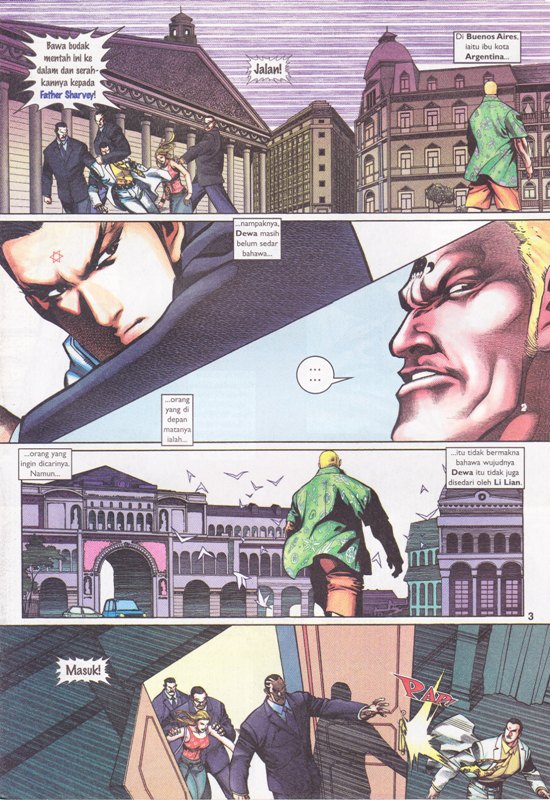 Bawa budak
mentah ini ke
dalam dan serah-
kannya kepada
Father Sharvey!
Jalan!
Di Buenos Aires,
iaitu ibu kota
Argentina...
...nampaknya,
Dewa masih
belum sedar
bahawa...
...
...
...orang
yang di
depan
matanya
ialah...
2
...orang yang
ingin dicarinya.
Namun...
...itu tidak bermakna
bahawa wujudnya
Dewa itu tidak juga
disedari oleh Li Lian.
3
Masuk!
PAP!